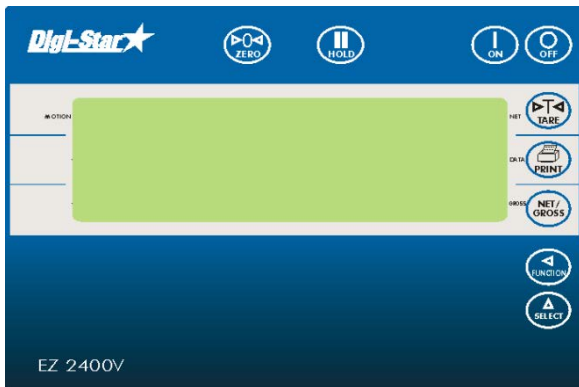 Digi-Star
ZERO
HOLD
ON
OFF
MOTION
NET
T
TARE
DATA
PRINT
GROSS
NET/
GROSS
FUNCTION
SELECT
EZ 2400V